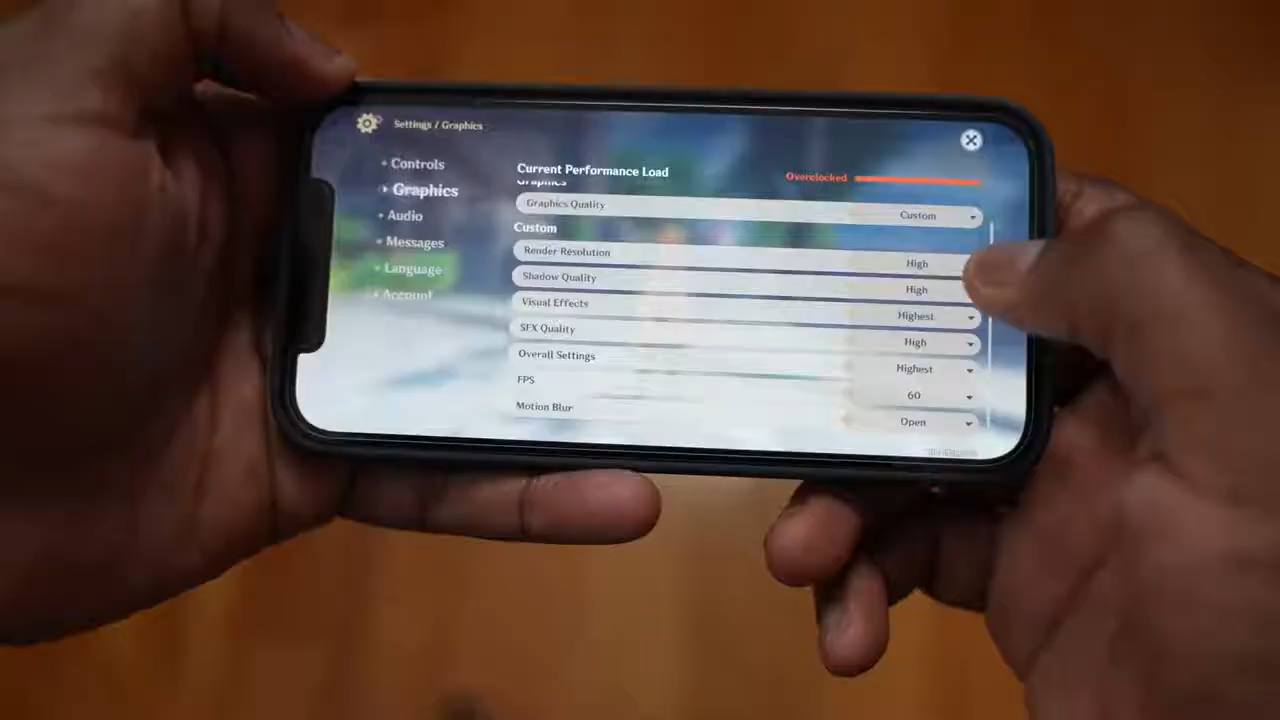 Settings / Graphics
Controls
Graphics
Audio
Messages
Language
Account
Current Performance Load
Overclocked
Graphics
Graphics Quality
Custom
Custom
Render Resolution
High
Shadow Quality
High
Visual Effects
Highest
SFX Quality
High
Overall Settings
Highest
FPS
60
Motion Blur
Open